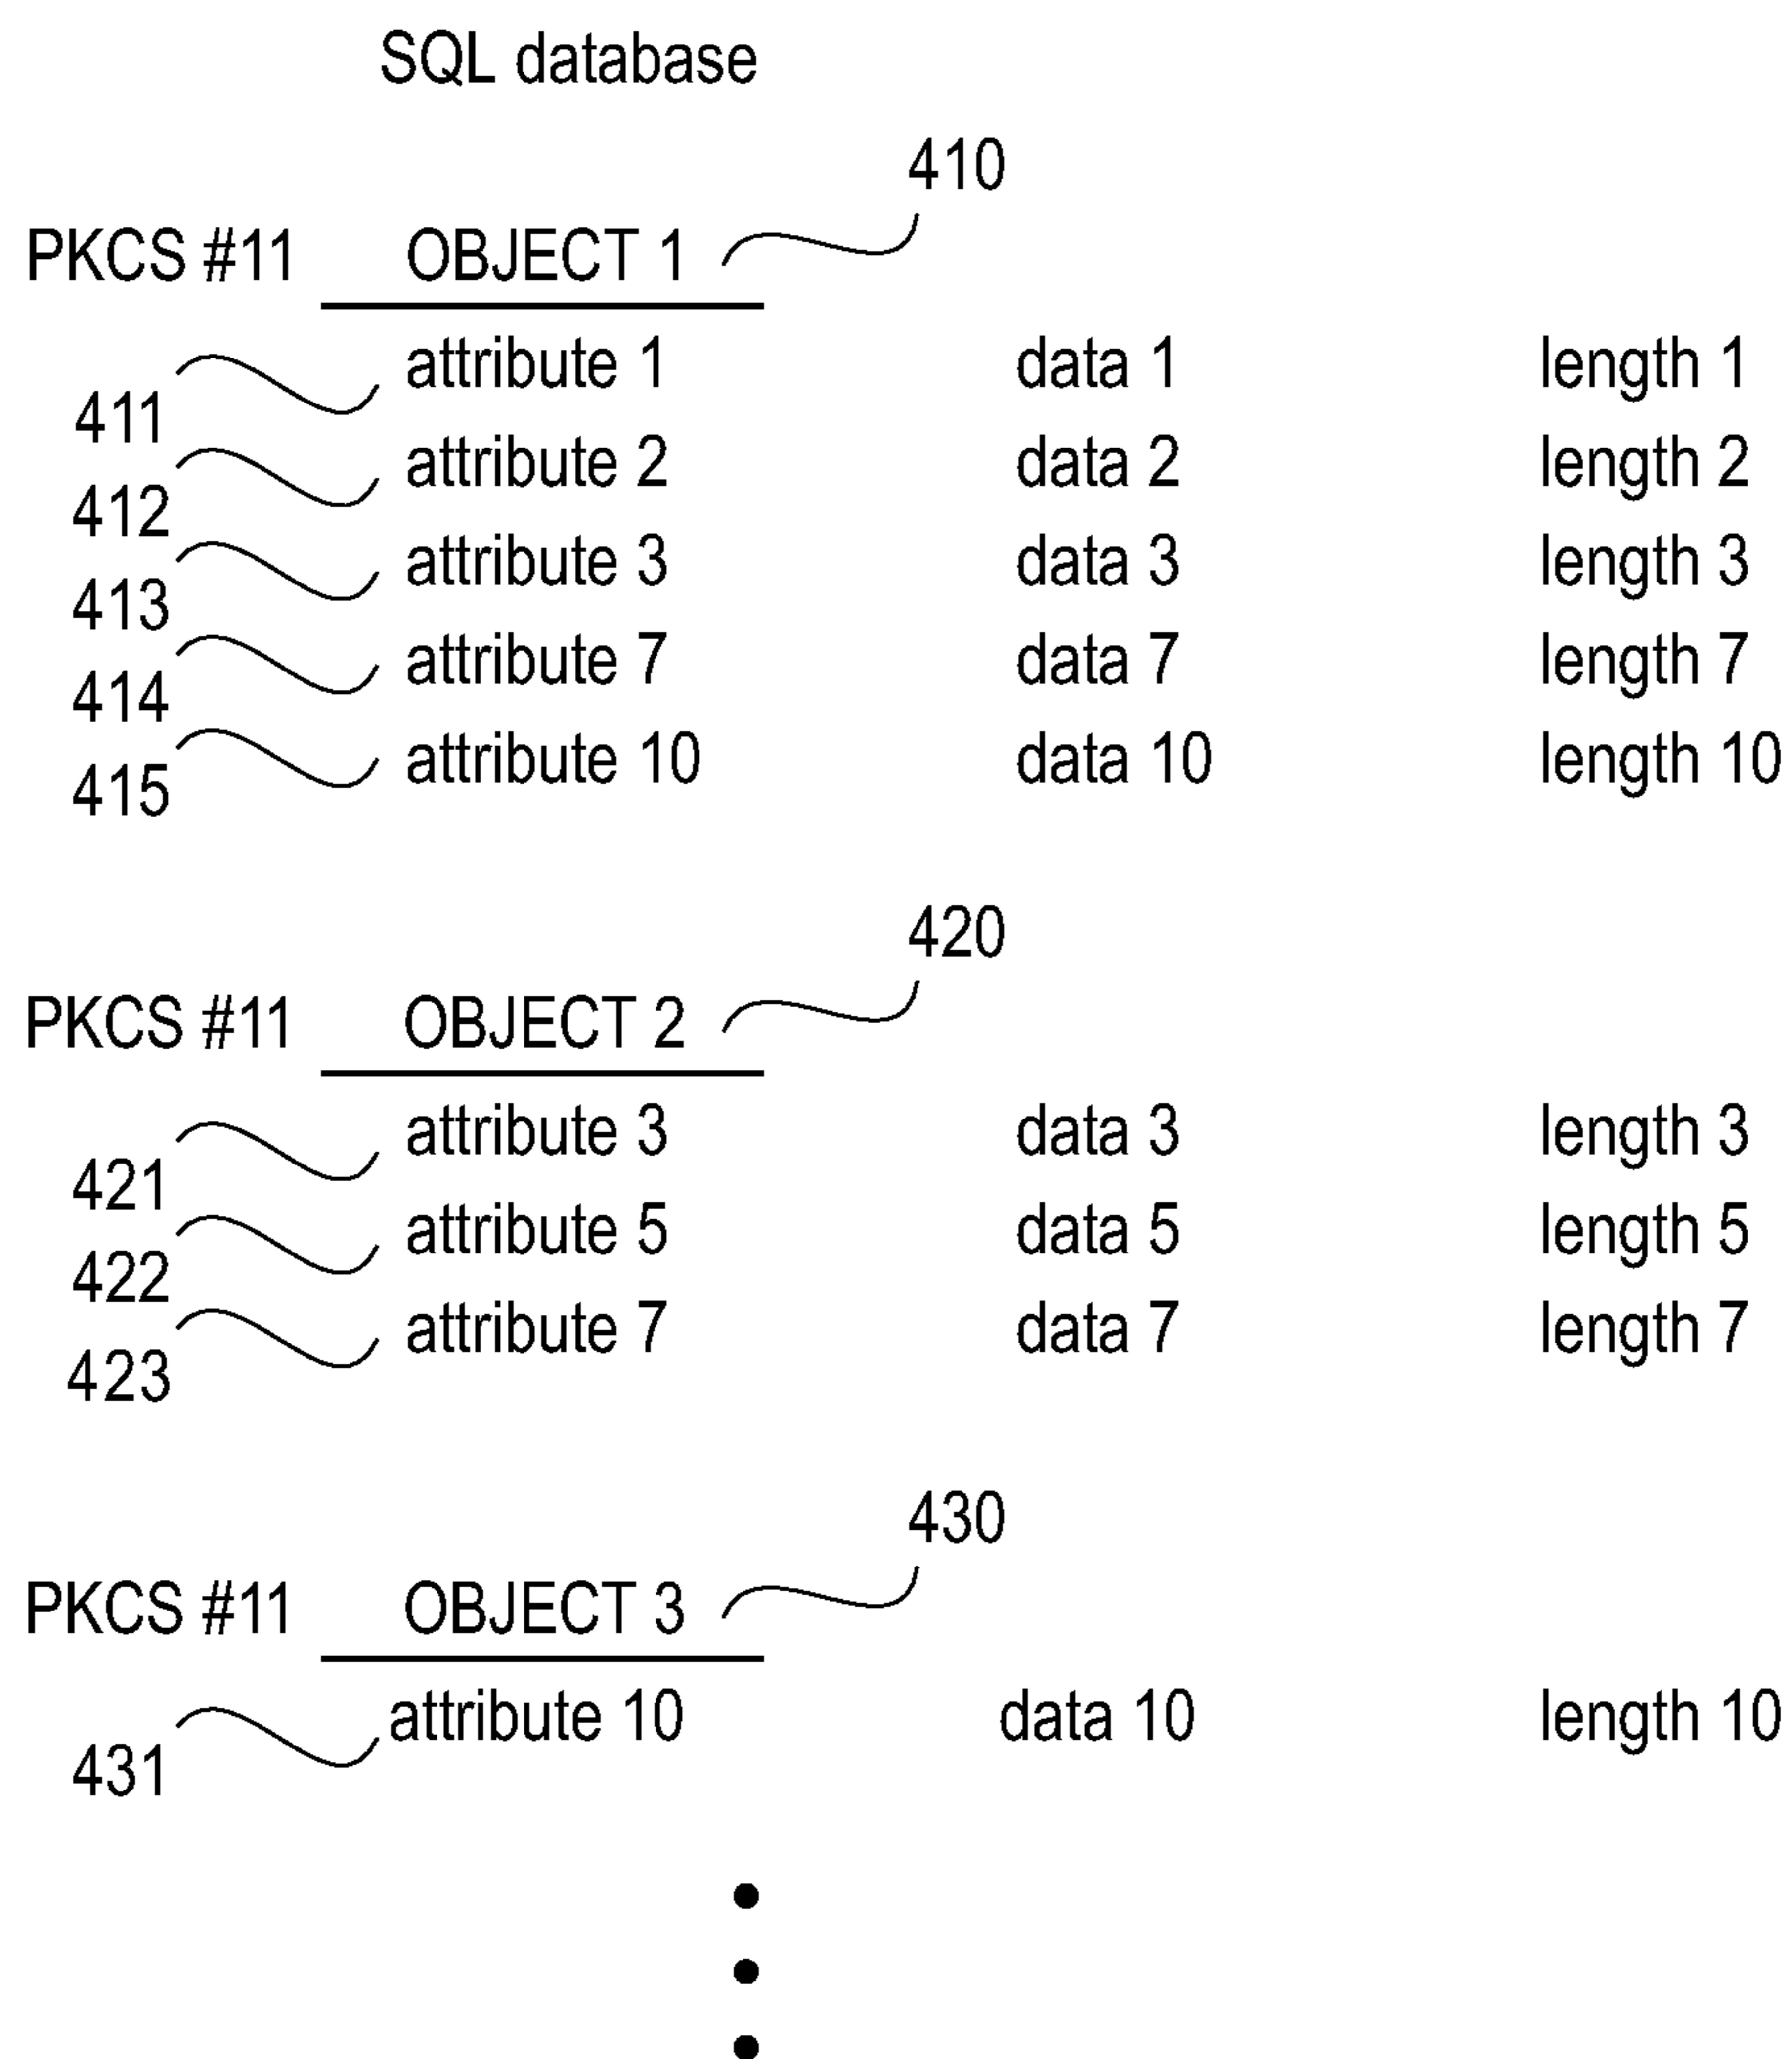 SQL database
410
PKCS #11 OBJECT 1
attribute 1 data 1 length 1
411
attribute 2 data 2 length 2
412
attribute 3 data 3 length 3
413
attribute 7 data 7 length 7
414
attribute 10 data 10 length 10
415
420
PKCS #11 OBJECT 2
attribute 3 data 3 length 3
421
attribute 5 data 5 length 5
422
attribute 7 data 7 length 7
423
430
PKCS #11 OBJECT 3
attribute 10 data 10 length 10
431